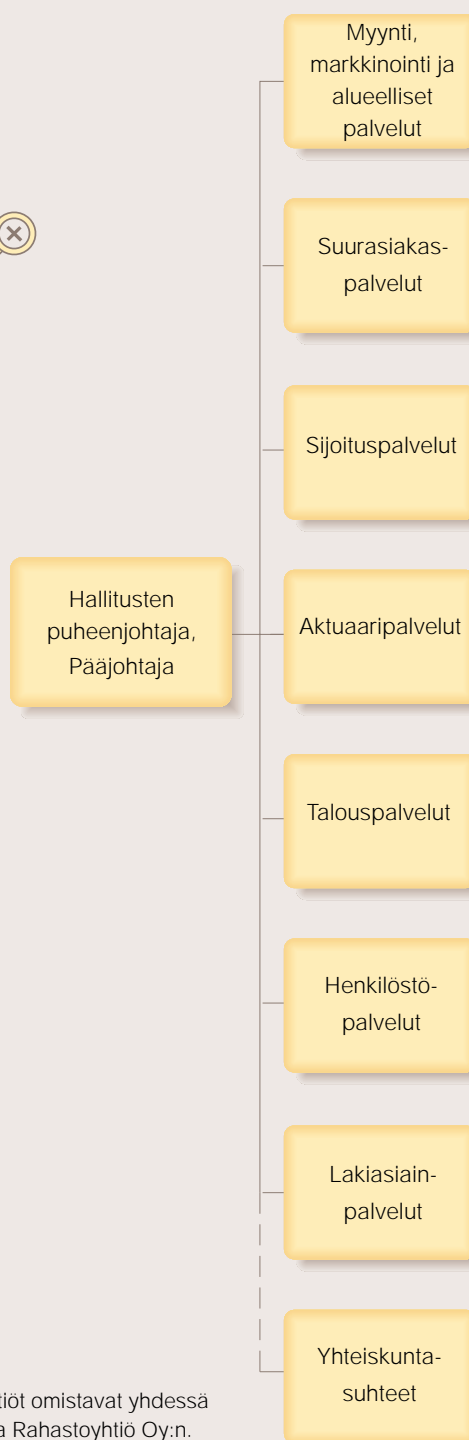 Myynti,
markkinointi ja
alueelliset
palvelut
Suurasiakas-
palvelut
Sijoituspalvelut
Hallitusten
puheenjohtaja,
Pääjohtaja
Aktuaaripalvelut
Talouspalvelut
Henkilöstö-
palvelut
Lakiasiain-
palvelut
Yhteiskunta-
suhteet
omistavat yhdessä
Rahastoyhtiö Oy:n.